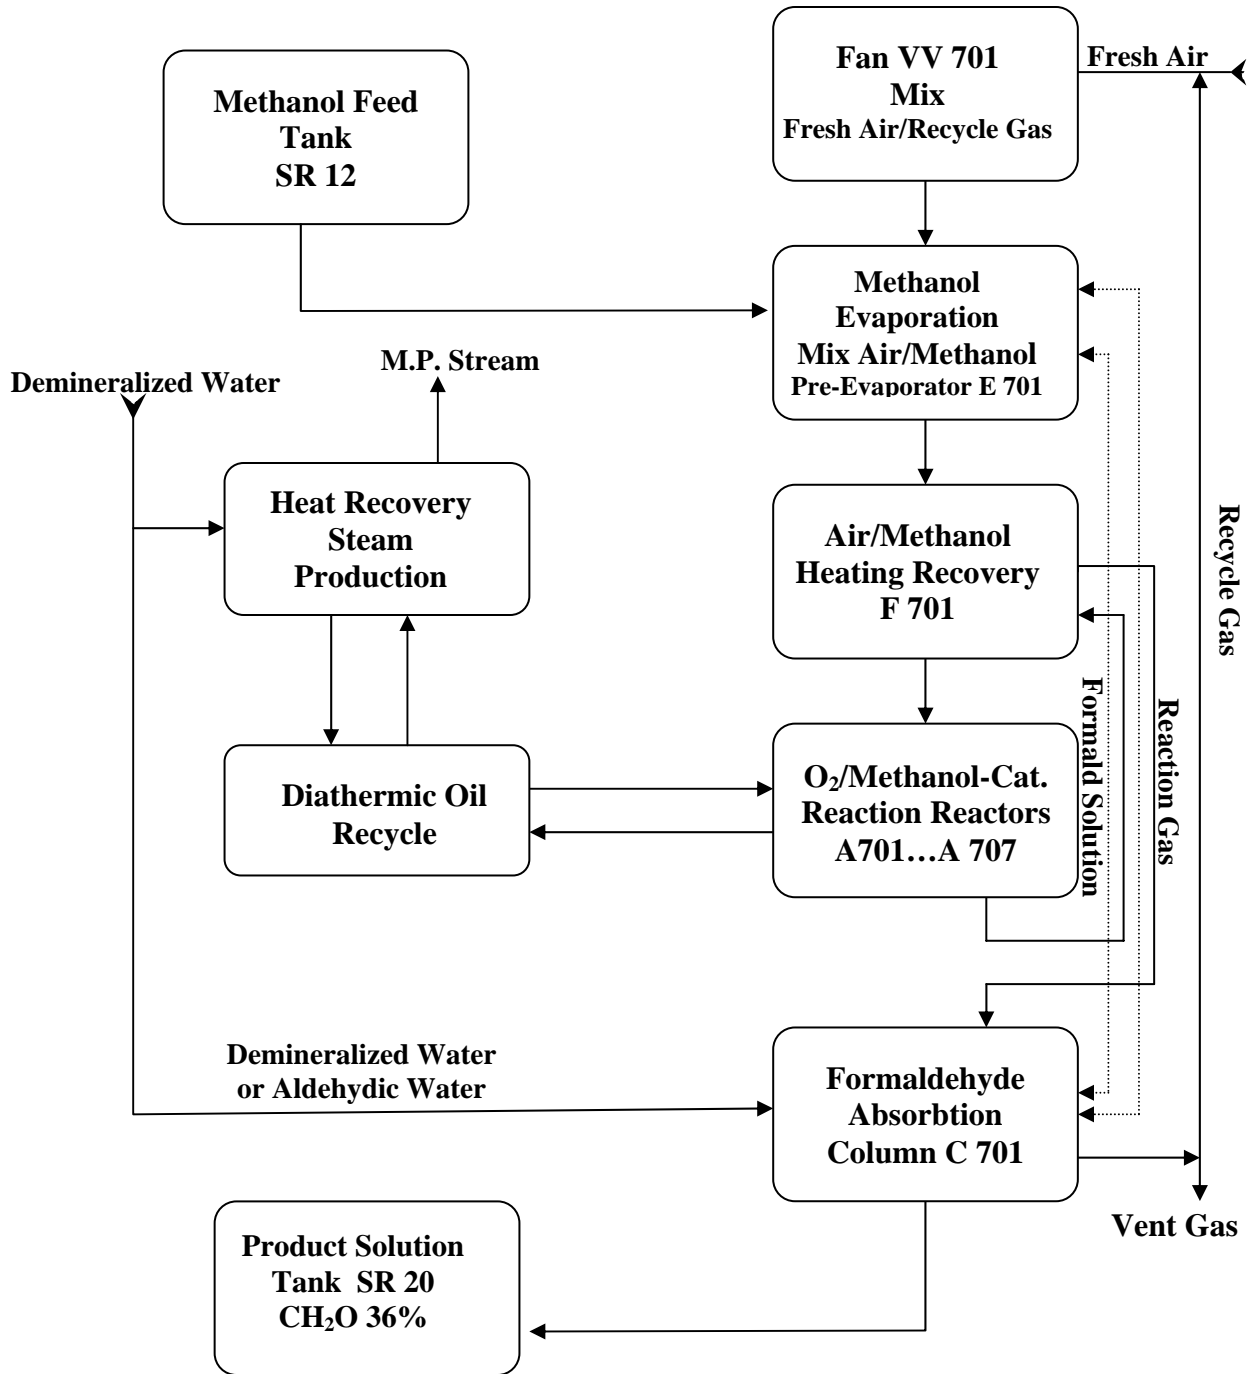 Fan VV 701
Mix
Fresh Air/Recycle Gas
Fresh Air
Methanol Feed
Tank
SR 12
Methanol
Evaporation
Mix Air/Methanol
Pre-Evaporator E 701
M.P. Stream
Demineralized Water
Heat Recovery
Steam
Production
Air/Methanol
Heating Recovery
F 701
Recycle Gas
Diathermic Oil
Recycle
O₂/Methanol-Cat.
Reaction Reactors
A701…A 707
Formald Solution
Reaction Gas
Demineralized Water
or Aldehydic Water
Formaldehyde
Absorbtion
Column C 701
Vent Gas
Product Solution
Tank SR 20
CH₂O 36%